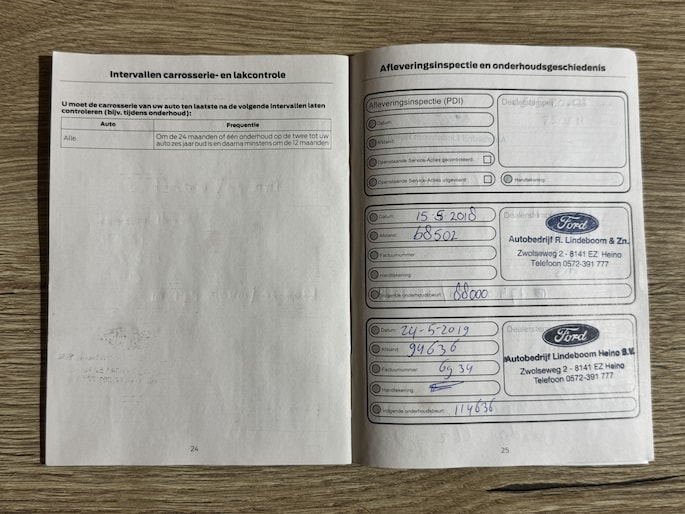 Intervallen carrosserie- en lakcontrole
U moet de carrosserie van uw auto ten laatste na de volgende intervallen laten
controleren (bijv. tijdens onderhoud):
Auto Frequentie
Alle. Om de 24 maanden of één onderhoud op de twee tot uw
auto zes jaar oud is en daarna minstens om de 12 maanden
24
Afleveringsinspectie en onderhoudsgeschiedenis
Afleveringsinspectie (PDI)
Dealerstempel
Datum:
Afstand:
Openstaande Service-Acties gecontroleerd:
Openstaande Service-Acties uitgevoerd:
Handtekening:
Datum: 15-5-2018
Afstand: 68502
Factuurnummer:
Handtekening:
Volgende onderhoudsbeurt: 88000
Ford
Autobedrijf R. Lindeboom & Zn.
Zwolseweg 2 - 8141 EZ Heino
Telefoon 0572-391 777
Datum: 24-5-2019
Afstand: 94636
Factuurnummer: 6934
Handtekening:
Volgende onderhoudsbeurt: 114636
Ford
Autobedrijf Lindeboom Heino B.V.
Zwolseweg 2 - 8141 EZ Heino
Telefoon 0572-391 777
25